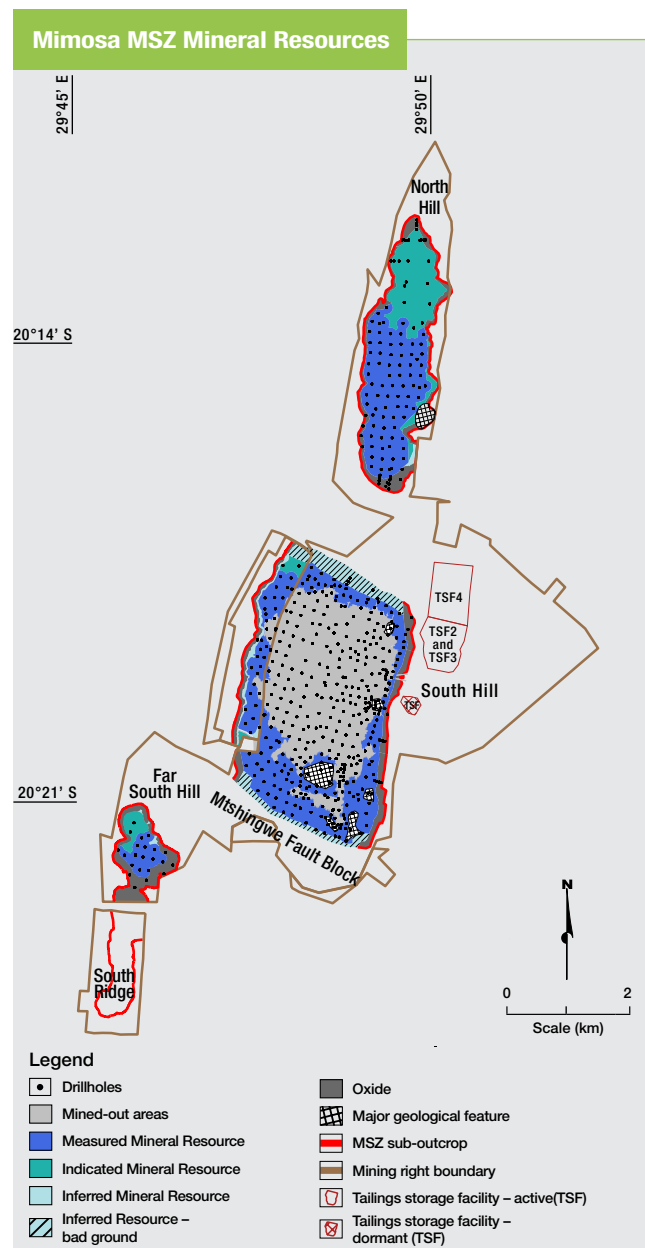 Mimosa MSZ Mineral Resources
29°45' E
29°50' E
North
Hill
20°14' S
TSF4
TSF2
and
TSF3
South Hill
TSF
Far
South Hill
20°21' S
Mtshingwe Fault Block
South
Ridge
N
0 2
Scale (km)
Legend
Drillholes
Mined-out areas
Measured Mineral Resource
Indicated Mineral Resource
Inferred Mineral Resource
Inferred Resource –
bad ground
Oxide
Major geological feature
MSZ sub-outcrop
Mining right boundary
Tailings storage facility – active(TSF)
Tailings storage facility –
dormant (TSF)